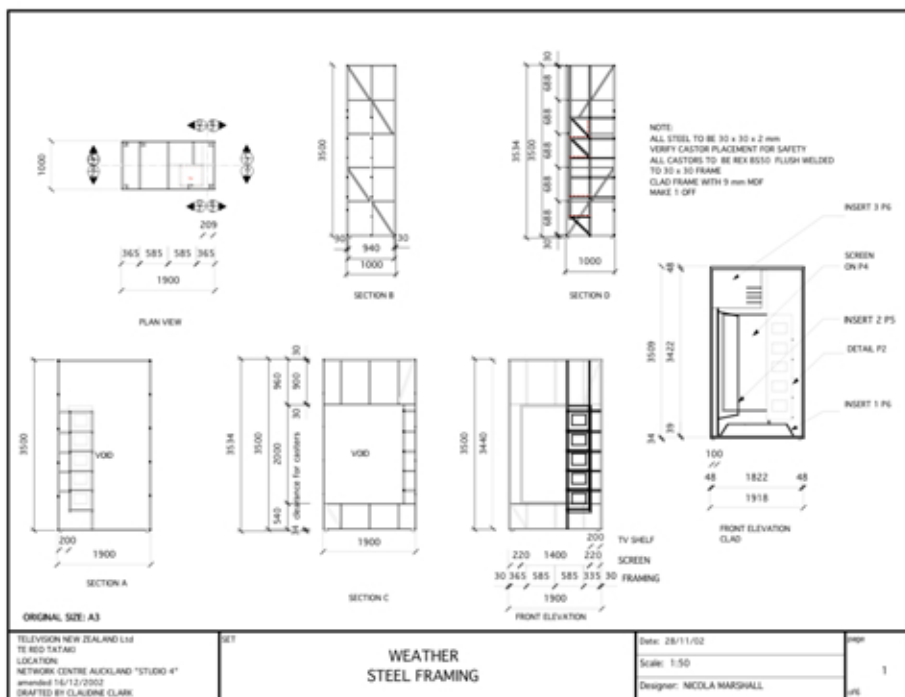 1000
209
365 585 585 365
1900
PLAN VIEW
3500
30 940 30
1000
SECTION B
30
688
688
688
688
688
30
3534
3500
1000
SECTION D
NOTE:
ALL STEEL TO BE 30 x 30 x 2 mm
VERIFY CASTOR PLACEMENT FOR SAFETY
ALL CASTORS TO BE REX BS50 FLUSH WELDED
TO 30 x 30 FRAME
CLAD FRAME WITH 9 mm MDF
MAKE 1 OFF
INSERT 3 P6
SCREEN
ON P4
INSERT 2 P5
DETAIL P2
INSERT 1 P6
48
3509
3422
34
39
100
48 1822 48
1918
FRONT ELEVATION
CLAD
3500
VOID
200
1900
SECTION A
3534
3500
960
2000
540
30
900
30
34 clearance for casters
VOID
1900
SECTION C
3500
3440
200 TV SHELF
220 1400 220 SCREEN
30 365 585 585 335 30 FRAMING
1900
FRONT ELEVATION
ORIGINAL SIZE: A3
TELEVISION NEW ZEALAND Ltd
TE REO TATAKI
LOCATION:
NETWORK CENTRE AUCKLAND "STUDIO 4"
amended 16/12/2002
DRAFTED BY CLAUDINE CLARK
SET
WEATHER
STEEL FRAMING
Date: 28/11/02
Scale: 1:50
Designer: NICOLA MARSHALL
page
1